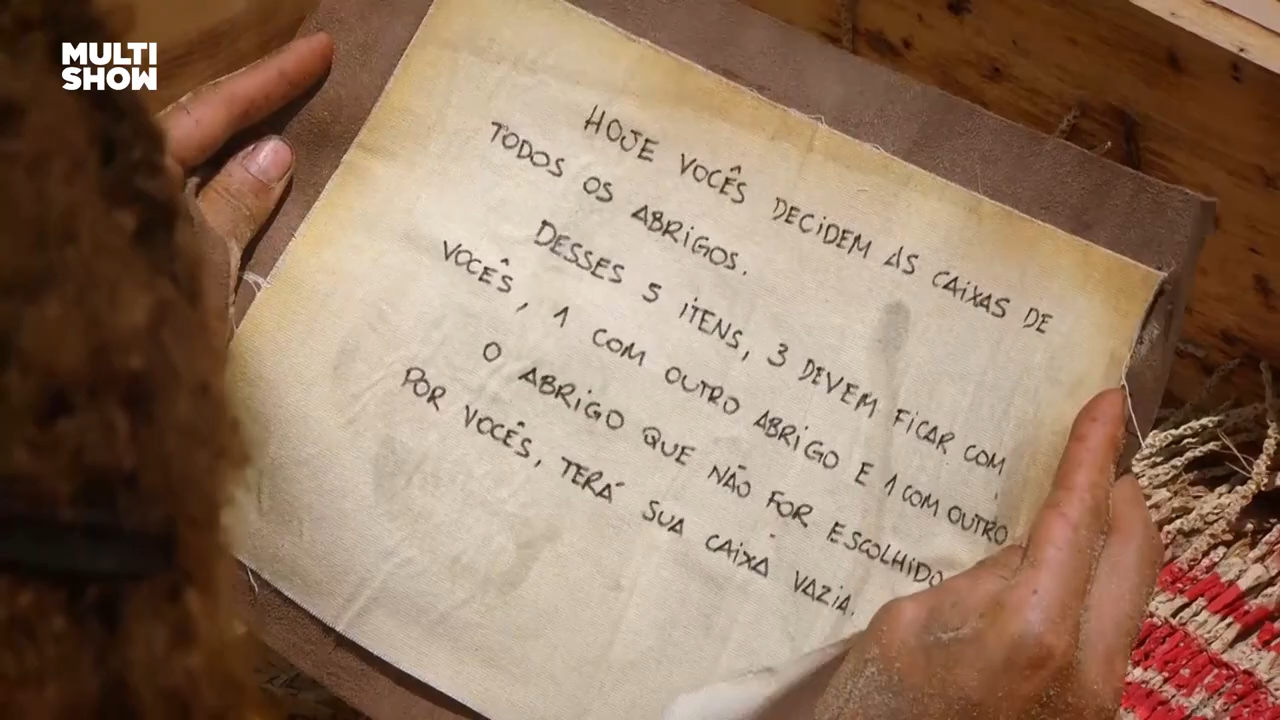 MULTI
SHOW
HOJE VOCÊS DECIDEM AS CAIXAS DE
TODOS OS ABRIGOS.
DESSES 5 ITENS, 3 DEVEM FICAR COM
VOCÊS, 1 COM OUTRO ABRIGO E 1 COM OUTRO
O ABRIGO QUE NÃO FOR ESCOLHIDO
POR VOCÊS, TERÁ SUA CAIXA VAZIA.